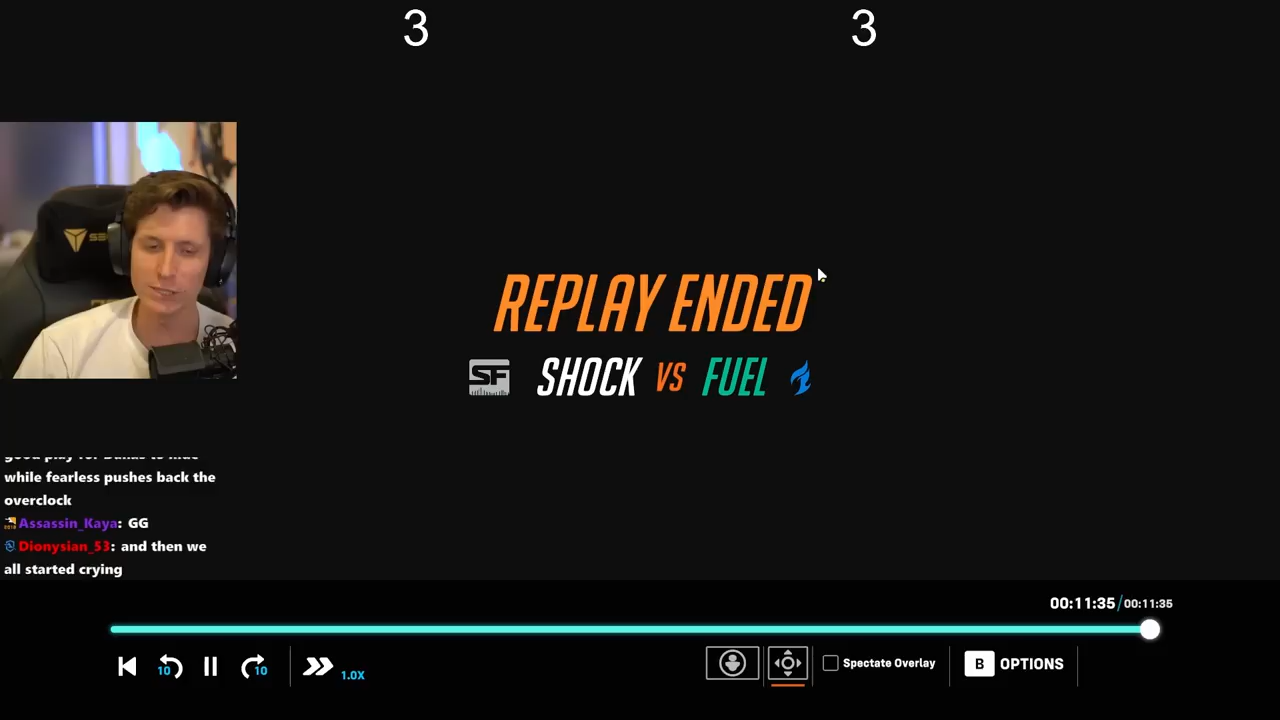 3 3
REPLAY ENDED
SF SHOCK VS FUEL
while fearless pushes back the
overclock
Assassin_Kaya: GG
Dionysian_53: and then we
all started crying
00:11:35/00:11:35
10 10 1.0X Spectate Overlay B OPTIONS